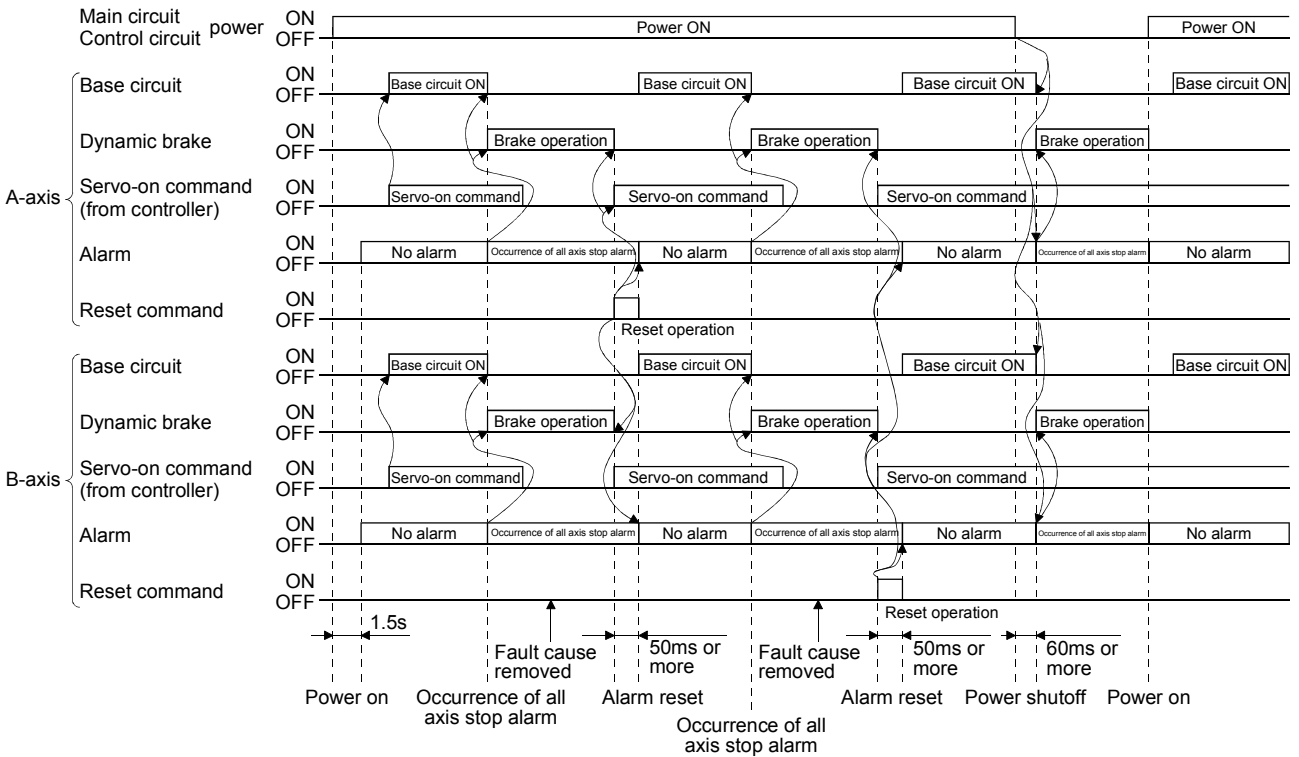 Main circuit
Control circuit power ON OFF Power ON Power ON
A-axis
Base circuit ON OFF Base circuit ON Base circuit ON Base circuit ON Base circuit ON
Dynamic brake ON OFF Brake operation Brake operation Brake operation
Servo-on command
(from controller) ON OFF Servo-on command Servo-on command Servo-on command
Alarm ON OFF No alarm Occurrence of all axis stop alarm No alarm Occurrence of all axis stop alarm No alarm Occurrence of all axis stop alarm No alarm
Reset command ON OFF
Reset operation
B-axis
Base circuit ON OFF Base circuit ON Base circuit ON Base circuit ON Base circuit ON
Dynamic brake ON OFF Brake operation Brake operation Brake operation
Servo-on command
(from controller) ON OFF Servo-on command Servo-on command Servo-on command
Alarm ON OFF No alarm Occurrence of all axis stop alarm No alarm Occurrence of all axis stop alarm No alarm Occurrence of all axis stop alarm No alarm
Reset command ON OFF
Reset operation
1.5s
Fault cause
removed
50ms or
more
Fault cause
removed
50ms or
more
60ms or
more
Power on
Occurrence of all
axis stop alarm
Alarm reset
Occurrence of all
axis stop alarm
Alarm reset
Power shutoff
Power on